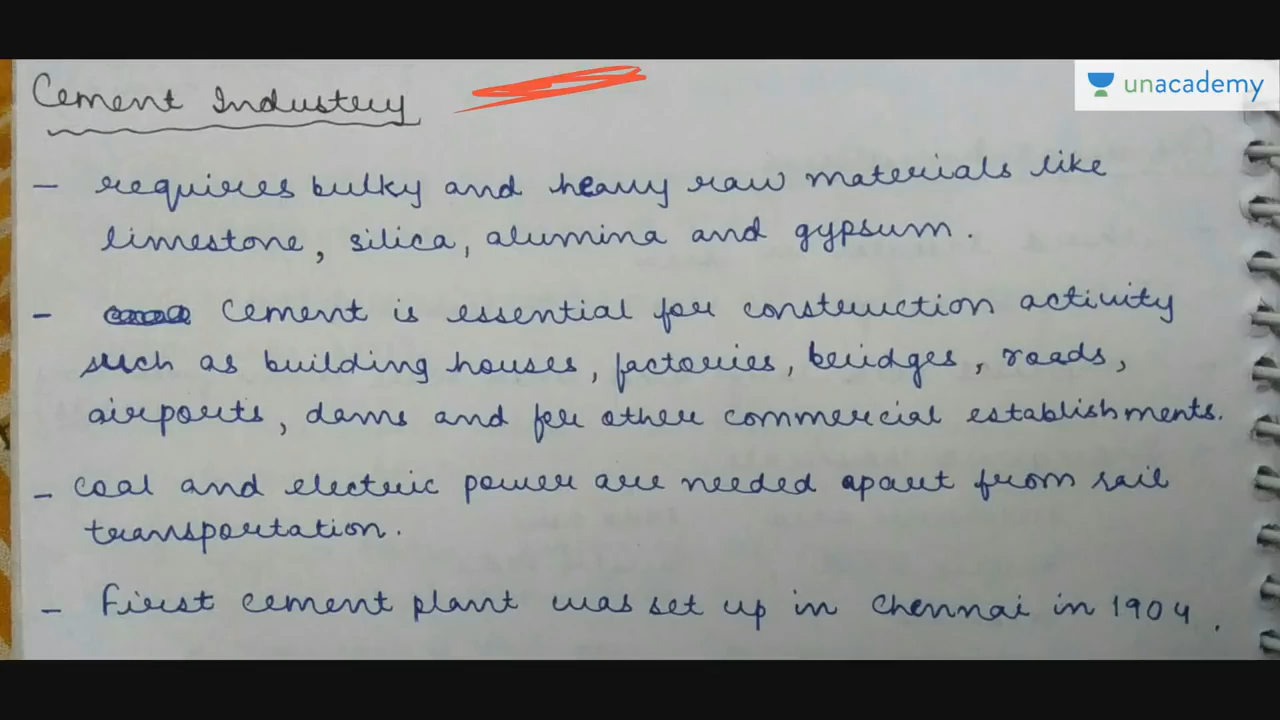 Cement Industry
unacademy
- requires bulky and heavy raw materials like
limestone, silica, alumina and gypsum.
- Cement is essential for construction activity
such as building houses, factories, bridges, roads,
airports, dams and for other commercial establishments.
- Coal and electric power are needed apart from rail
transportation.
- First cement plant was set up in Chennai in 1904.